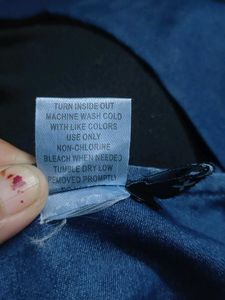 TURN INSIDE OUT
MACHINE WASH COLD
WITH LIKE COLORS
USE ONLY
NON-CHLORINE
BLEACH WHEN NEEDED
TUMBLE DRY LOW
REMOVED PROMPTLY